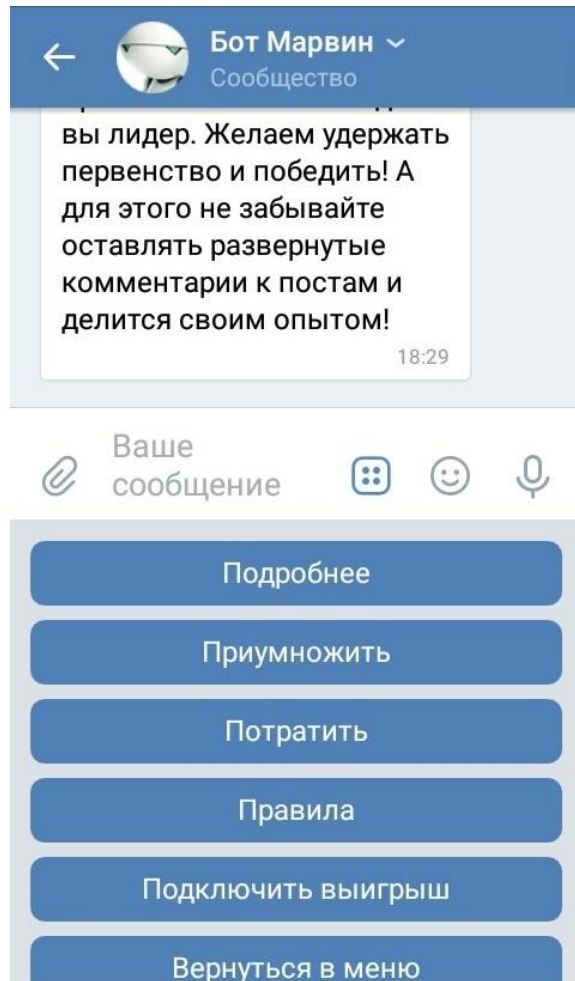 Бот Марвин
Сообщество
вы лидер. Желаем удержать
первенство и победить! А
для этого не забывайте
оставлять развернутые
комментарии к постам и
делится своим опытом!
18:29
Ваше
сообщение
Подробнее
Приумножить
Потратить
Правила
Подключить выигрыш
Вернуться в меню